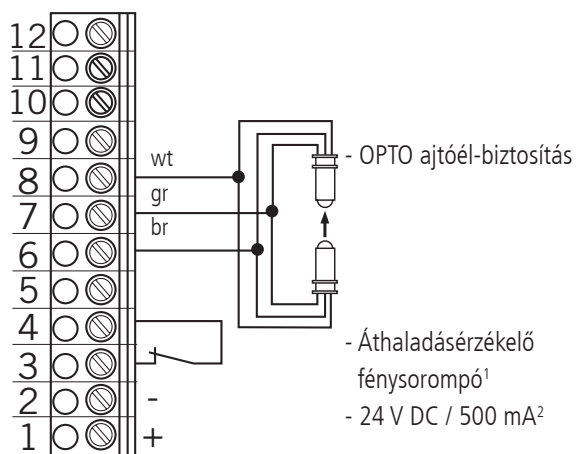 12
11
10
9
8
7
6
5
4
3
2 -
1 +
wt
gr
br
- OPTO ajtóél-biztosítás
- Áthaladásérzékelő
fénysorompó¹
- 24 V DC / 500 mA²